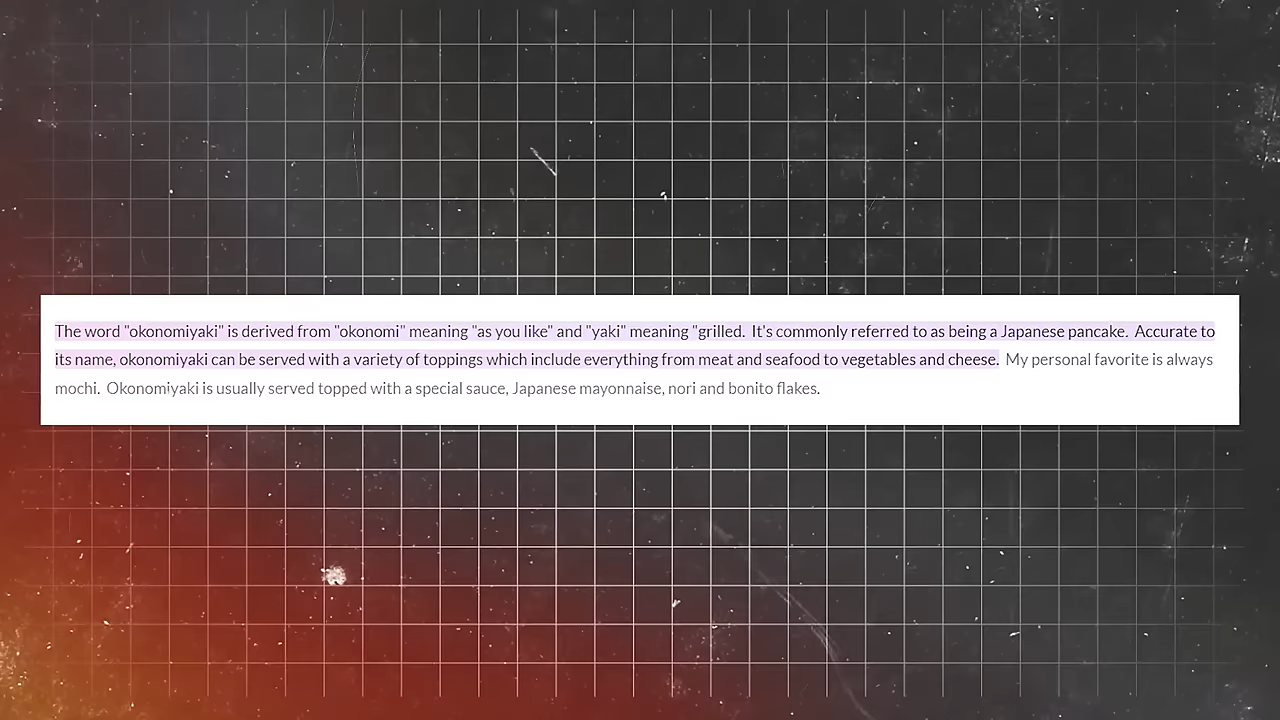 The word "okonomiyaki" is derived from "okonomi" meaning "as you like" and "yaki" meaning "grilled.  It's commonly referred to as being a Japanese pancake.  Accurate to
its name, okonomiyaki can be served with a variety of toppings which include everything from meat and seafood to vegetables and cheese.  My personal favorite is always
mochi.  Okonomiyaki is usually served topped with a special sauce, Japanese mayonnaise, nori and bonito flakes.